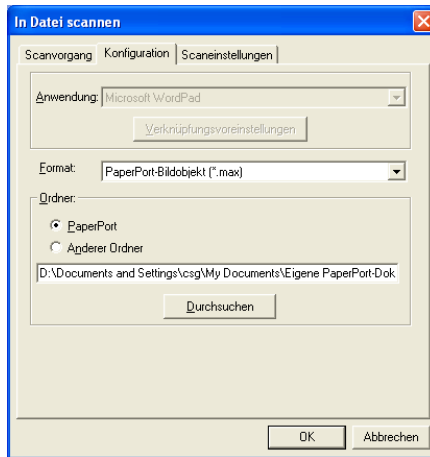 In Datei scannen
Scanvorgang Konfiguration Scaneinstellungen
Anwendung: Microsoft WordPad
Verknüpfungsvoreinstellungen
Format: PaperPort-Bildobjekt (*.max)
Ordner:
PaperPort
Anderer Ordner
D:\Documents and Settings\csg\My Documents\Eigene PaperPort-Dok
Durchsuchen
OK Abbrechen